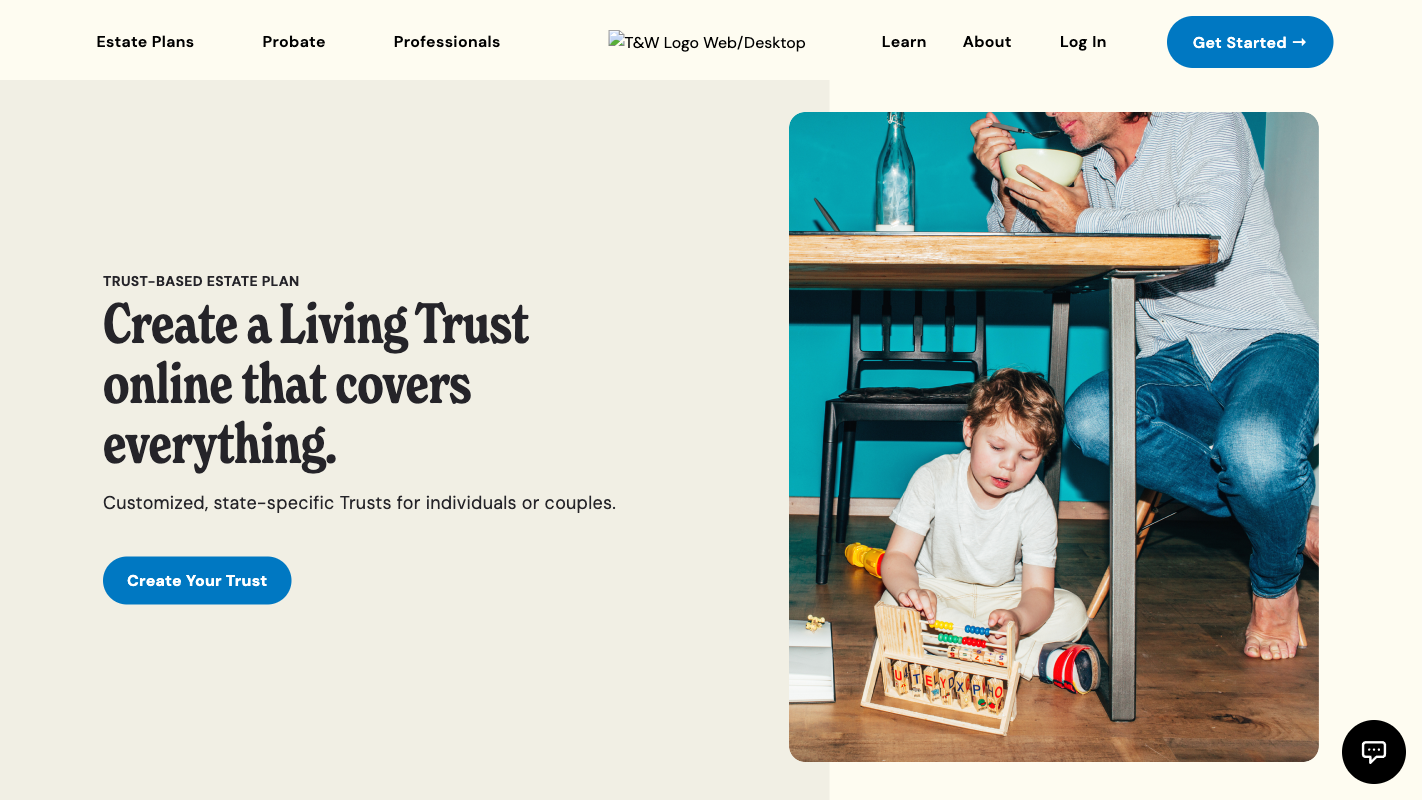 Estate Plans
Probate
Professionals
T&W Logo Web/Desktop
Learn
About
Log In
Get Started →
TRUST-BASED ESTATE PLAN
Create a Living Trust
online that covers
everything.
Customized, state-specific Trusts for individuals or couples.
Create Your Trust